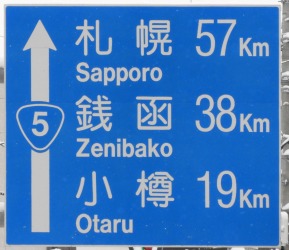 札幌 57Km
Sapporo
5
銭函 38Km
Zenibako
小樽 19Km
Otaru